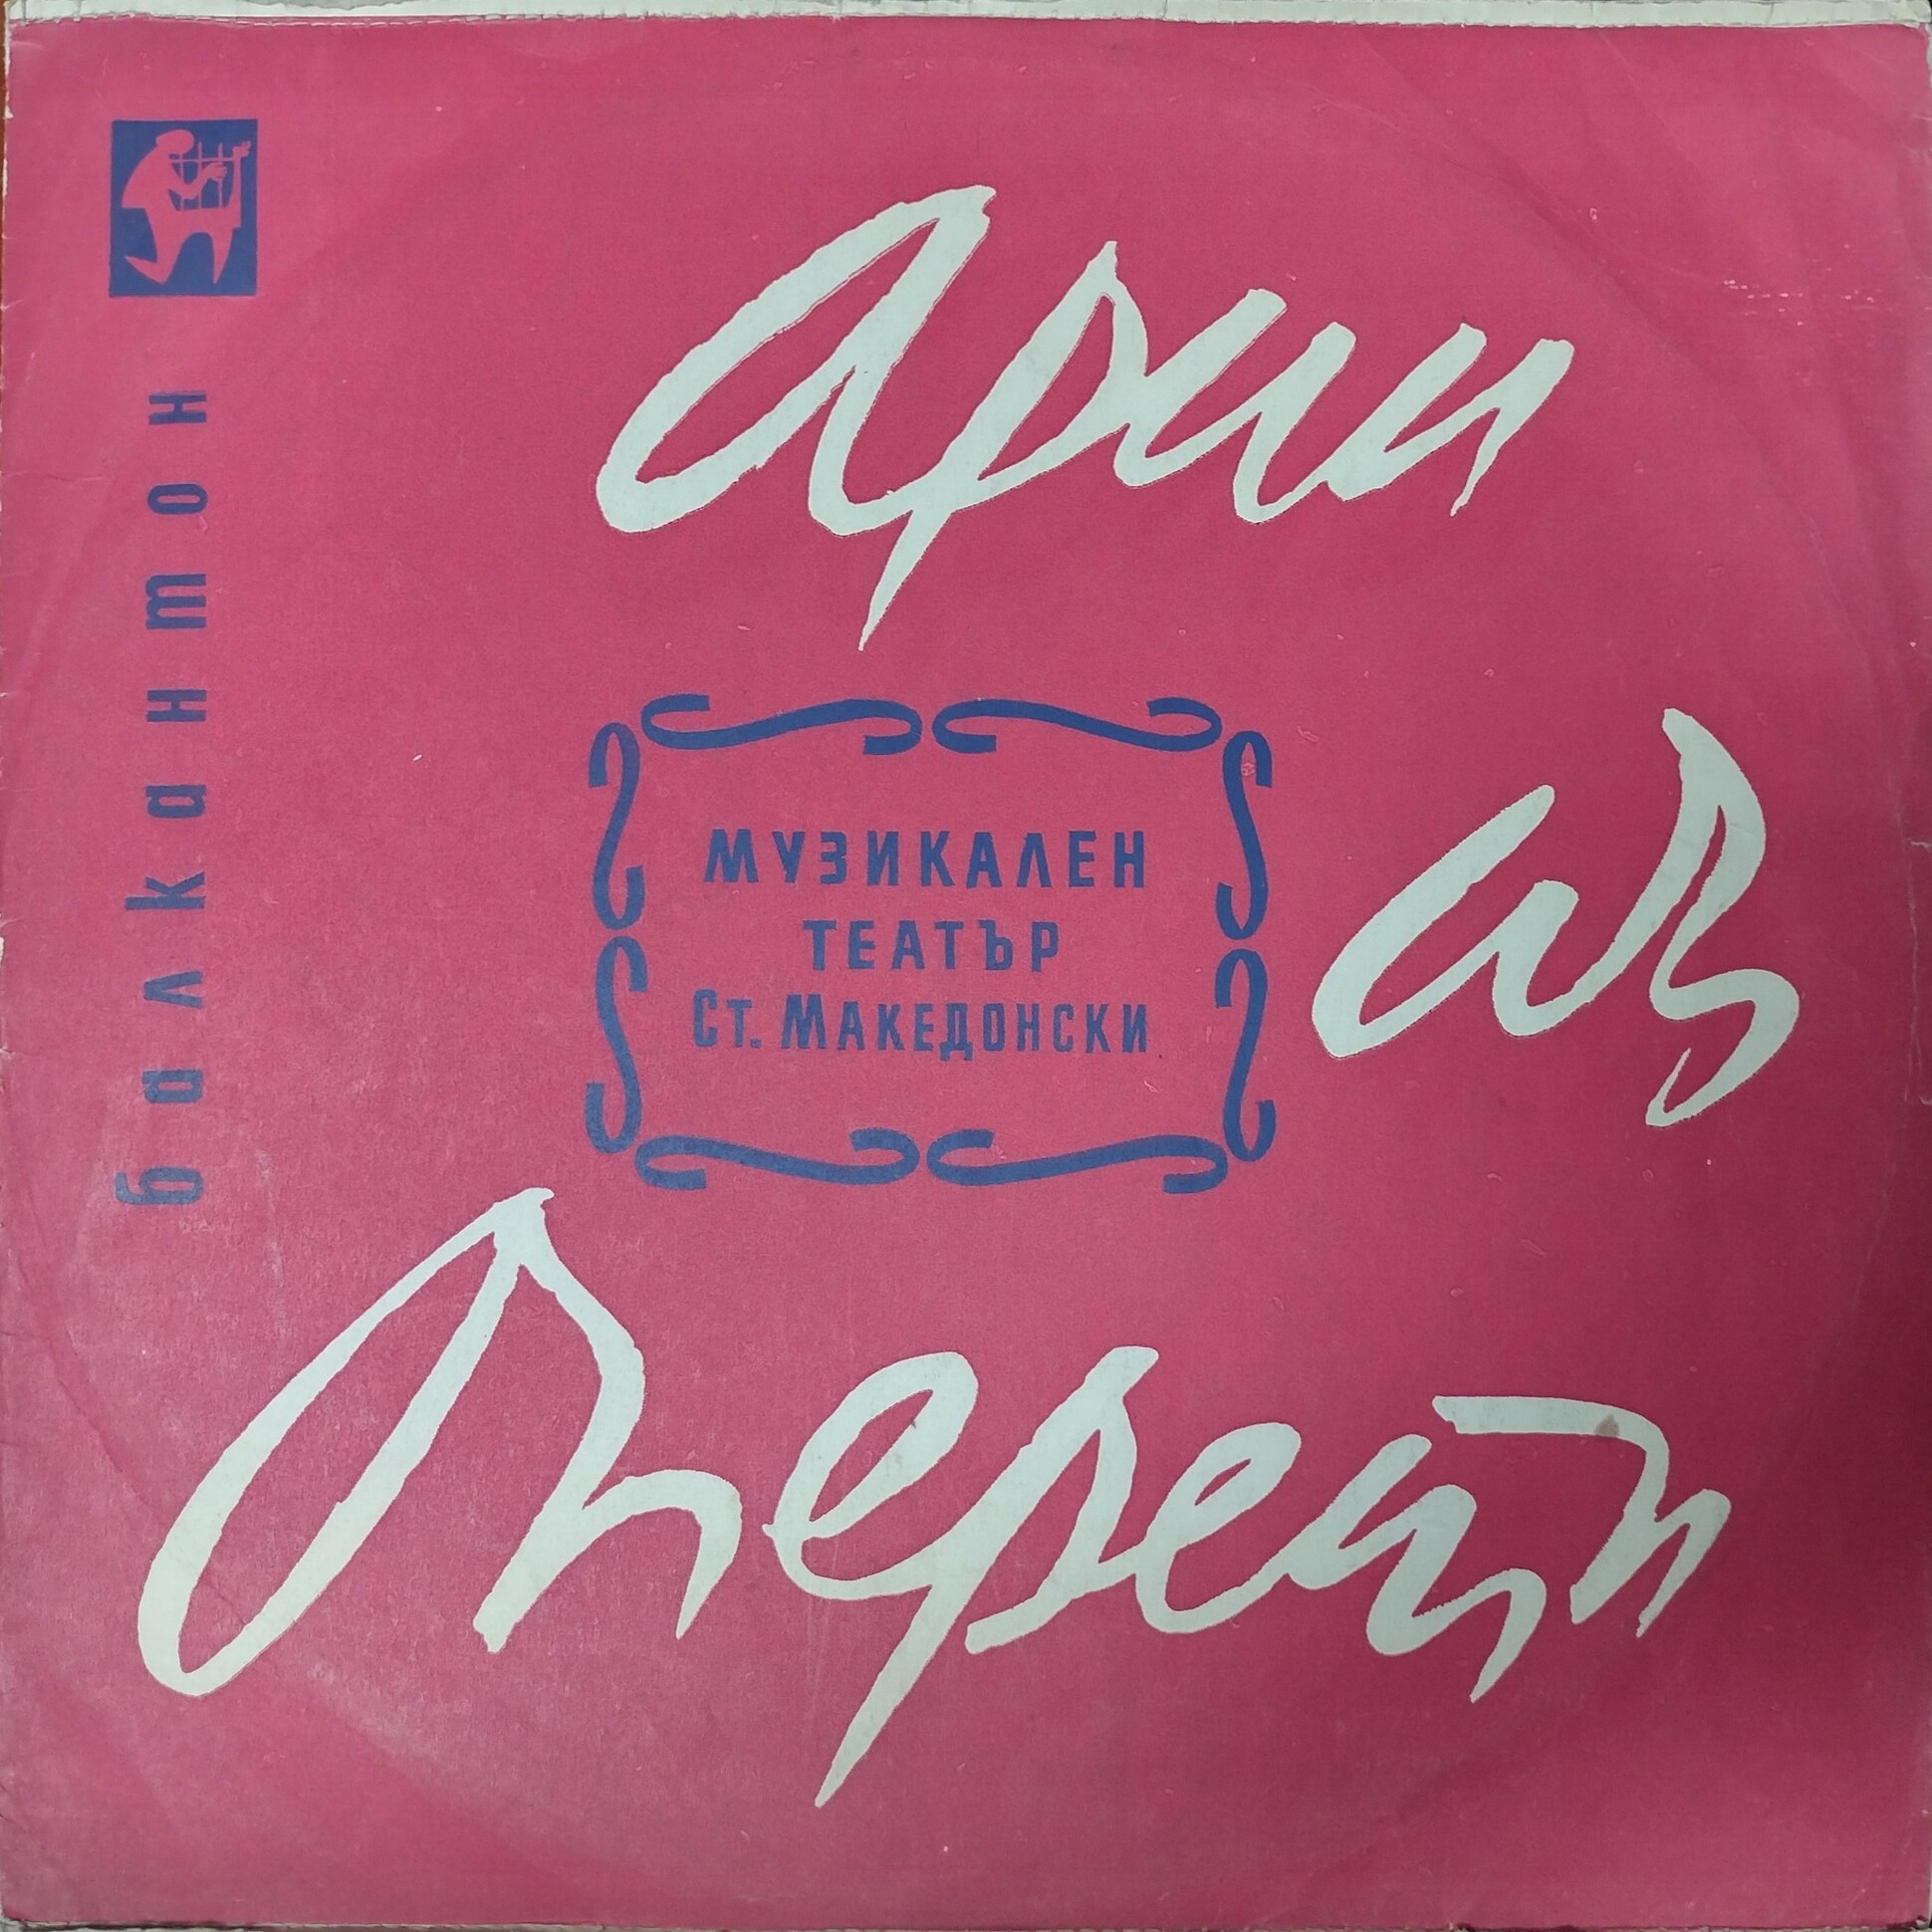 балкантон
Арии
из
Оперети
МУЗИКАЛЕН
ТЕАТЪР
Ст. МАКЕДОНСКИ